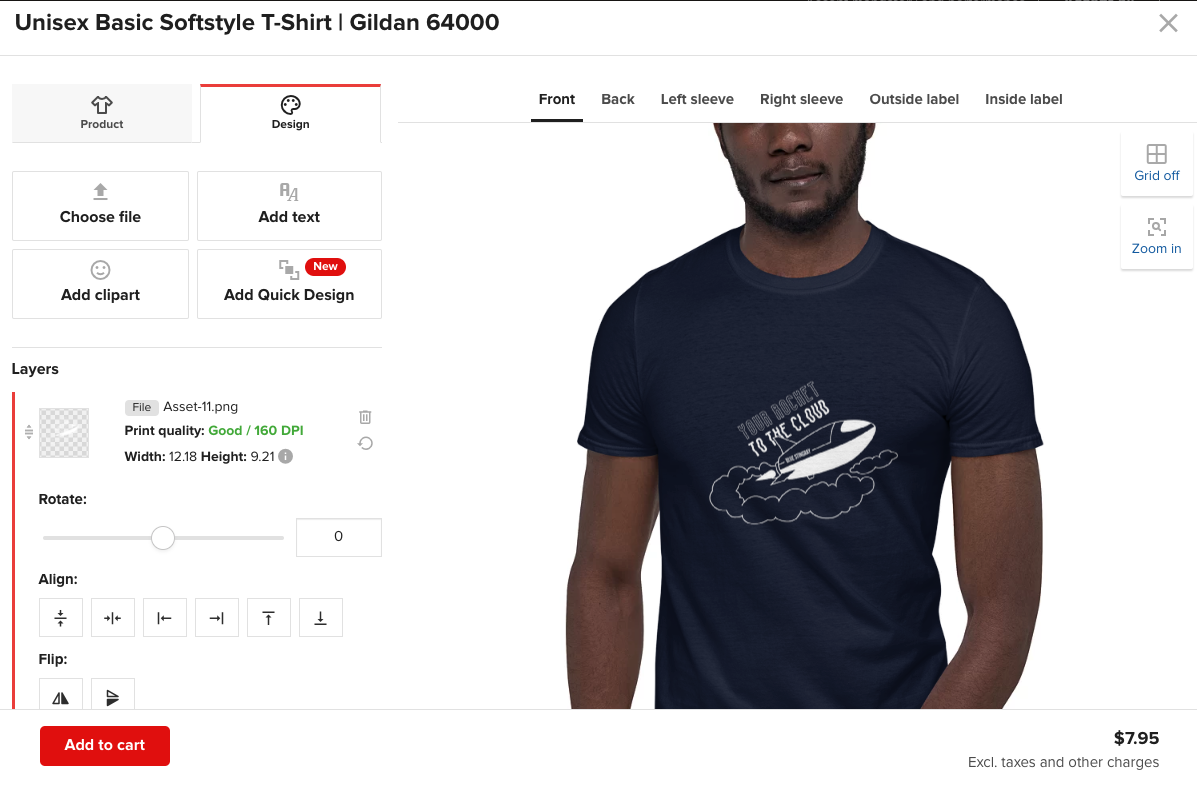 Unisex Basic Softstyle T-Shirt | Gildan 64000
Product
Design
Choose file
Add text
Add clipart
New
Add Quick Design
Layers
File Asset-11.png
Print quality: Good / 160 DPI
Width: 12.18 Height: 9.21
Rotate:
0
Align:
Flip:
Front Back Left sleeve Right sleeve Outside label Inside label
Grid off
Zoom in
YOUR ROCKET
TO THE CLOUD
BLUE STINGRAY
Add to cart
$7.95
Excl. taxes and other charges